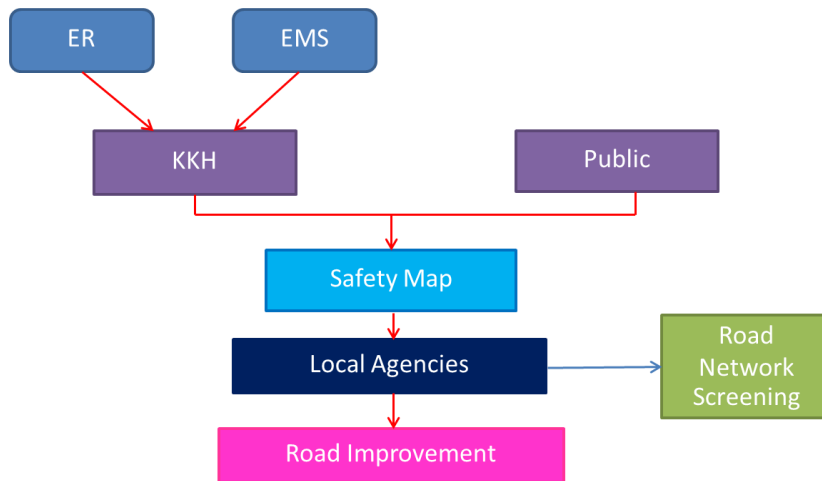 ER
EMS
KKH
Public
Safety Map
Local Agencies
Road
Network
Screening
Road Improvement